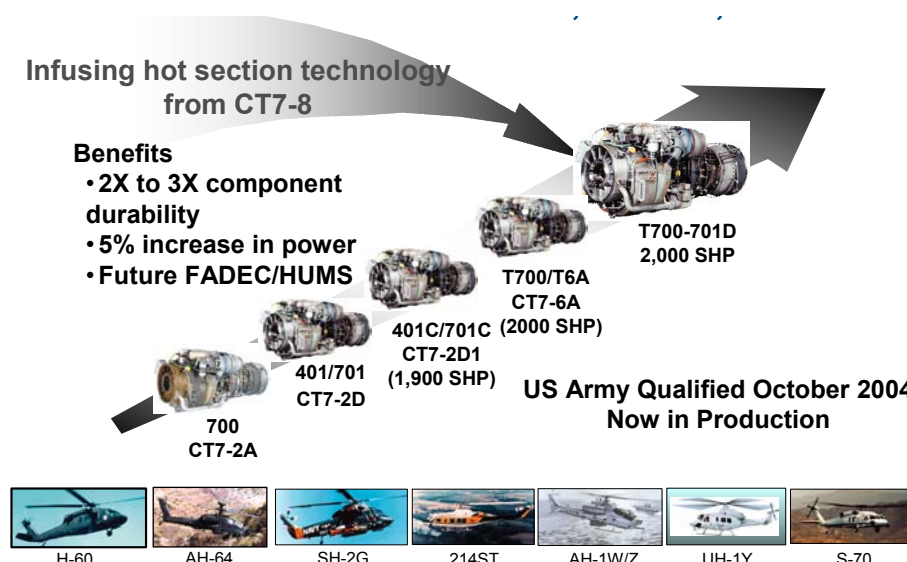 Infusing hot section technology
from CT7-8
Benefits
• 2X to 3X component
durability
• 5% increase in power
• Future FADEC/HUMS
T700-701D
2,000 SHP
T700/T6A
CT7-6A
(2000 SHP)
401C/701C
CT7-2D1
(1,900 SHP)
401/701
CT7-2D
700
CT7-2A
US Army Qualified October 2004
Now in Production
H-60
AH-64
SH-2G
214ST
AH-1W/Z
UH-1Y
S-70